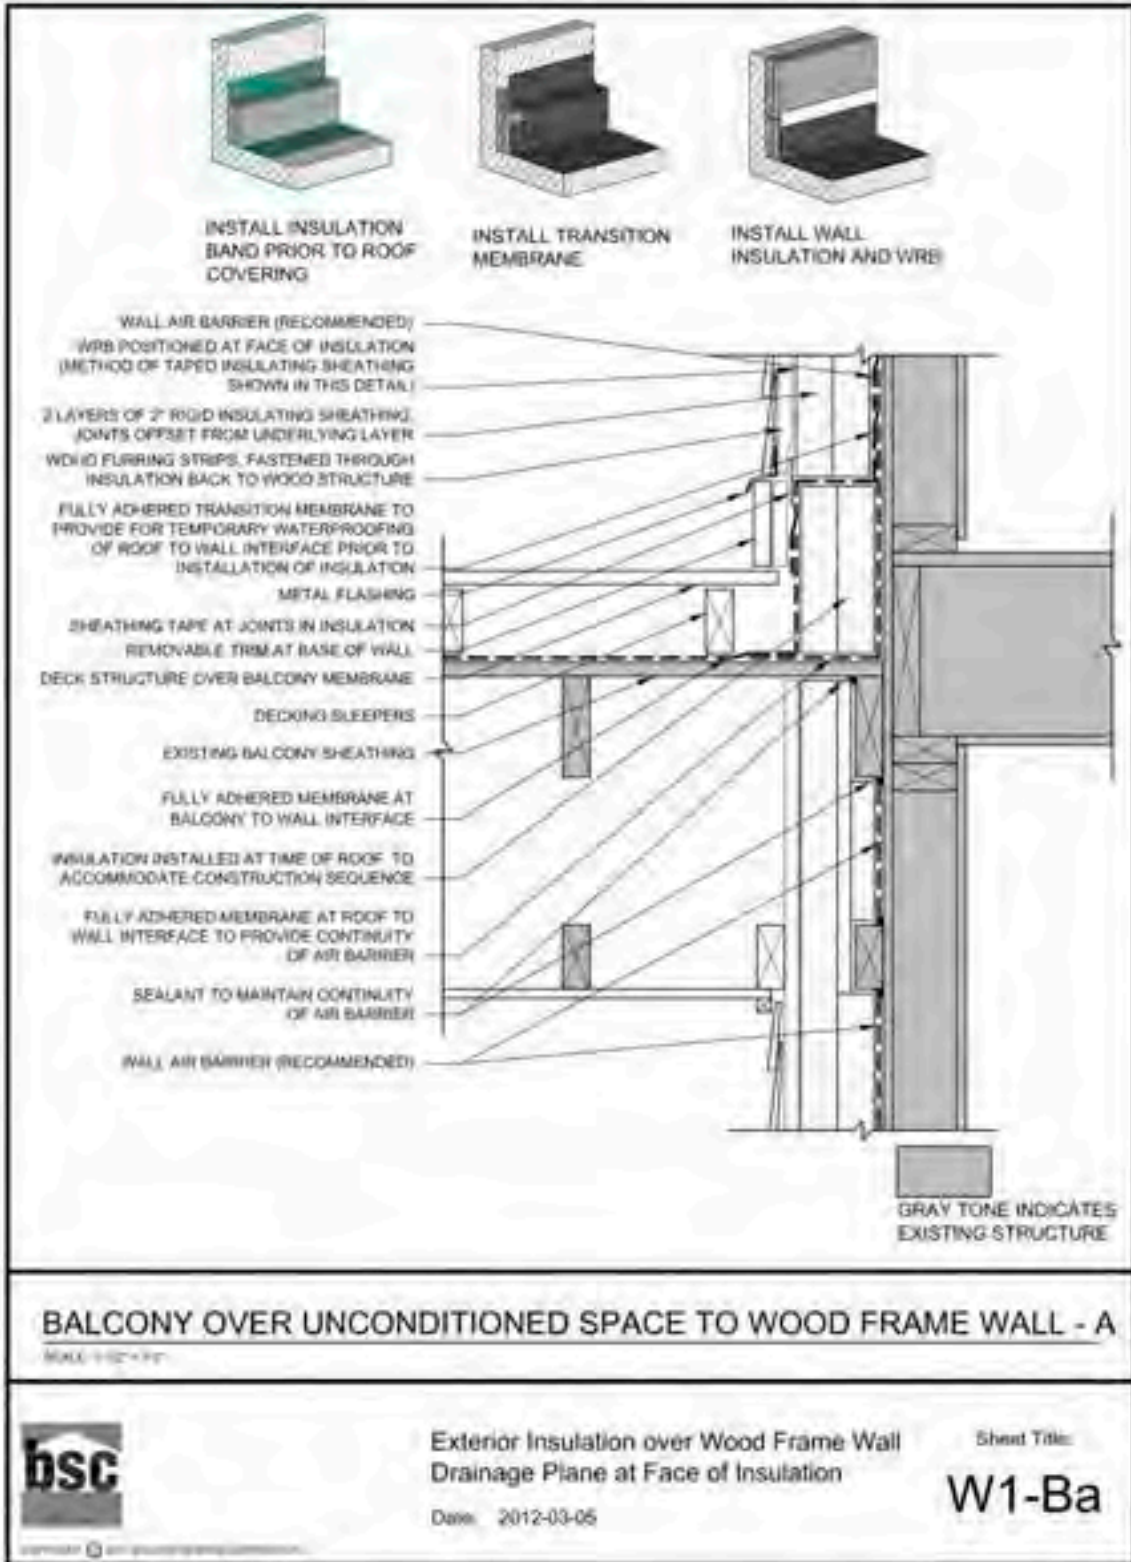 INSTALL INSULATION
BAND PRIOR TO ROOF
COVERING
INSTALL TRANSITION
MEMBRANE
INSTALL WALL
INSULATION AND WRB
WALL AIR BARRIER (RECOMMENDED)
WRB POSITIONED AT FACE OF INSULATION
(METHOD OF TAPED INSULATING SHEATHING
SHOWN IN THIS DETAIL)
2 LAYERS OF 2" RIGID INSULATING SHEATHING,
JOINTS OFFSET FROM UNDERLYING LAYER
WOOD FURRING STRIPS, FASTENED THROUGH
INSULATION BACK TO WOOD STRUCTURE
FULLY ADHERED TRANSITION MEMBRANE TO
PROVIDE FOR TEMPORARY WATERPROOFING
OF ROOF TO WALL INTERFACE PRIOR TO
INSTALLATION OF INSULATION
METAL FLASHING
SHEATHING TAPE AT JOINTS IN INSULATION
REMOVABLE TRIM AT BASE OF WALL
DECK STRUCTURE OVER BALCONY MEMBRANE
DECKING SLEEPERS
EXISTING BALCONY SHEATHING
FULLY ADHERED MEMBRANE AT
BALCONY TO WALL INTERFACE
INSULATION INSTALLED AT TIME OF ROOF TO
ACCOMMODATE CONSTRUCTION SEQUENCE
FULLY ADHERED MEMBRANE AT ROOF TO
WALL INTERFACE TO PROVIDE CONTINUITY
OF AIR BARRIER
SEALANT TO MAINTAIN CONTINUITY
OF AIR BARRIER
WALL AIR BARRIER (RECOMMENDED)
GRAY TONE INDICATES
EXISTING STRUCTURE
BALCONY OVER UNCONDITIONED SPACE TO WOOD FRAME WALL - A
bsc
Exterior Insulation over Wood Frame Wall
Drainage Plane at Face of Insulation
Date: 2012-03-05
Sheet Title:
W1-Ba